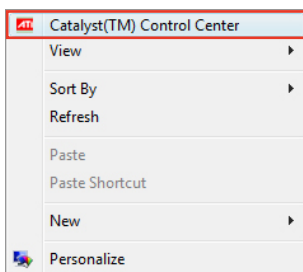 ATI
Catalyst(TM) Control Center
View
Sort By
Refresh
Paste
Paste Shortcut
New
Personalize